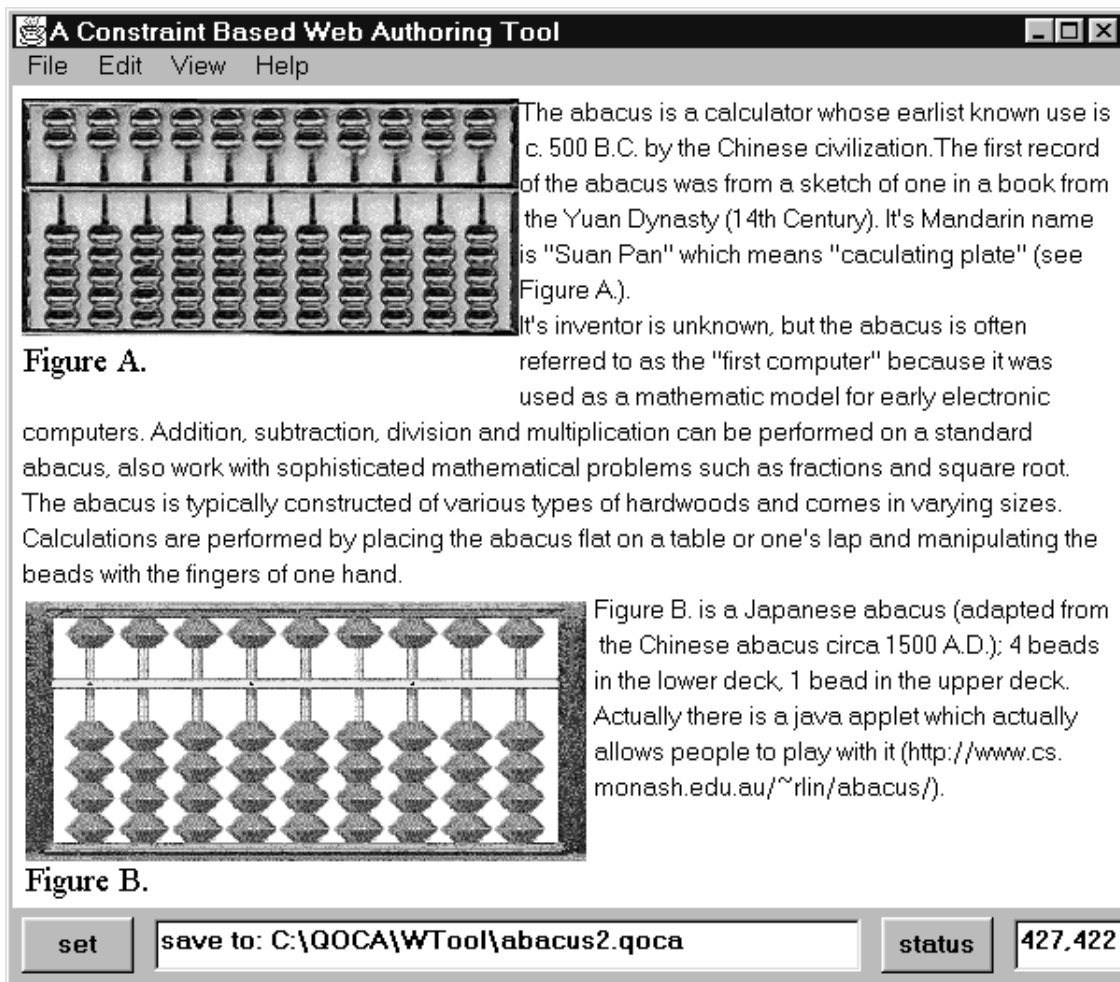 A Constraint Based Web Authoring Tool
File Edit View Help
The abacus is a calculator whose earlist known use is
c. 500 B.C. by the Chinese civilization.The first record
of the abacus was from a sketch of one in a book from
the Yuan Dynasty (14th Century). It's Mandarin name
is "Suan Pan" which means "caculating plate" (see
Figure A.).
It's inventor is unknown, but the abacus is often
referred to as the "first computer" because it was
used as a mathematic model for early electronic
Figure A.
computers. Addition, subtraction, division and multiplication can be performed on a standard
abacus, also work with sophisticated mathematical problems such as fractions and square root.
The abacus is typically constructed of various types of hardwoods and comes in varying sizes.
Calculations are performed by placing the abacus flat on a table or one's lap and manipulating the
beads with the fingers of one hand.
Figure B. is a Japanese abacus (adapted from
the Chinese abacus circa 1500 A.D.); 4 beads
in the lower deck, 1 bead in the upper deck.
Actually there is a java applet which actually
allows people to play with it (http://www.cs.
monash.edu.au/~rlin/abacus/).
Figure B.
set save to: C:\QOCA\WTool\abacus2.qoca status 427,422